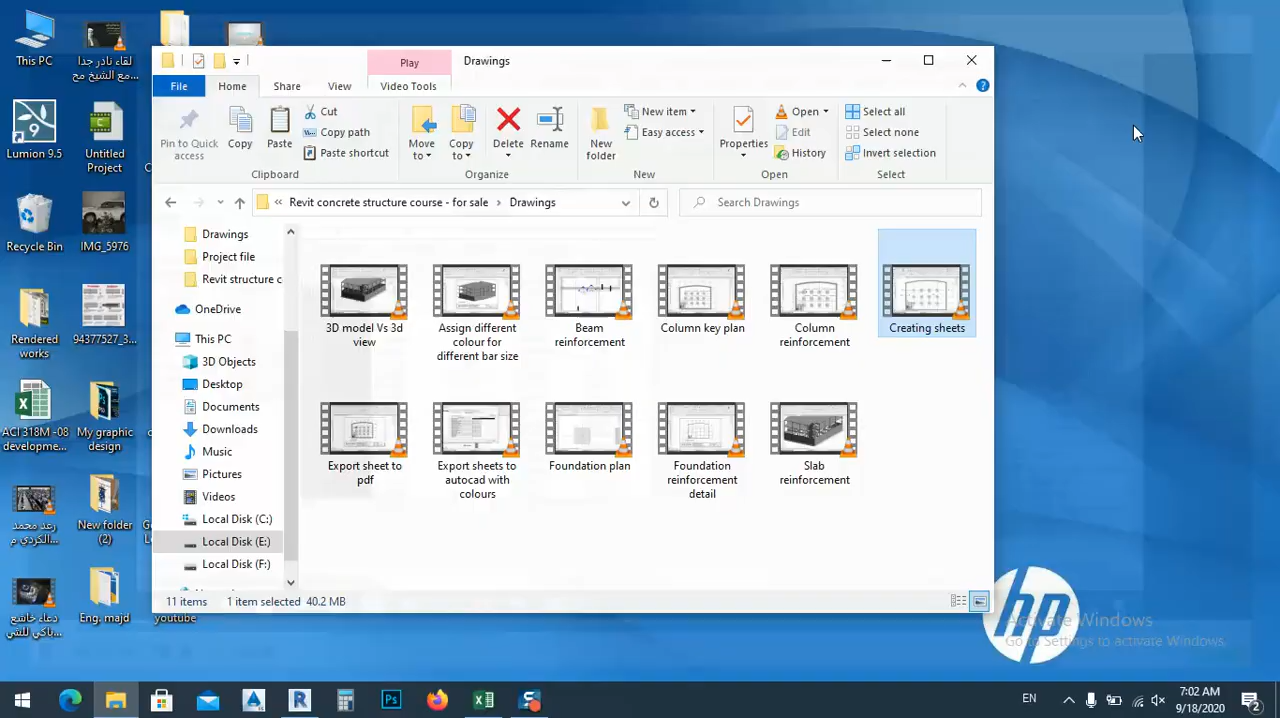 This PC
لقاء نادر جدا
مع الشيخ مح...
Lumion 9.5
Untitled
Project
Recycle Bin
IMG_5976
Rendered
works
94377527_3...
ACI 318M -08
developme...
My graphic
design
رعد محمد
الكردي م...
New folder
(2)
دعاء خاشع
باكي للشي...
Eng. majd
youtube
Play
Drawings
File
Home
Share
View
Video Tools
Pin to Quick
access
Copy
Paste
Cut
Copy path
Paste shortcut
Clipboard
Move
to
Copy
to
Delete
Rename
Organize
New
folder
New item
Easy access
New
Properties
Open
Edit
History
Open
Select all
Select none
Invert selection
Select
« Revit concrete structure course - for sale > Drawings
Search Drawings
Drawings
Project file
Revit structure c
OneDrive
This PC
3D Objects
Desktop
Documents
Downloads
Music
Pictures
Videos
Local Disk (C:)
Local Disk (E:)
Local Disk (F:)
3D model Vs 3d
view
Assign different
colour for
different bar size
Beam
reinforcement
Column key plan
Column
reinforcement
Creating sheets
Export sheet to
pdf
Export sheets to
autocad with
colours
Foundation plan
Foundation
reinforcement
detail
Slab
reinforcement
11 items
1 item selected 40.2 MB
hp
Activate Windows
Go to Settings to activate Windows.
EN
7:02 AM
9/18/2020
2